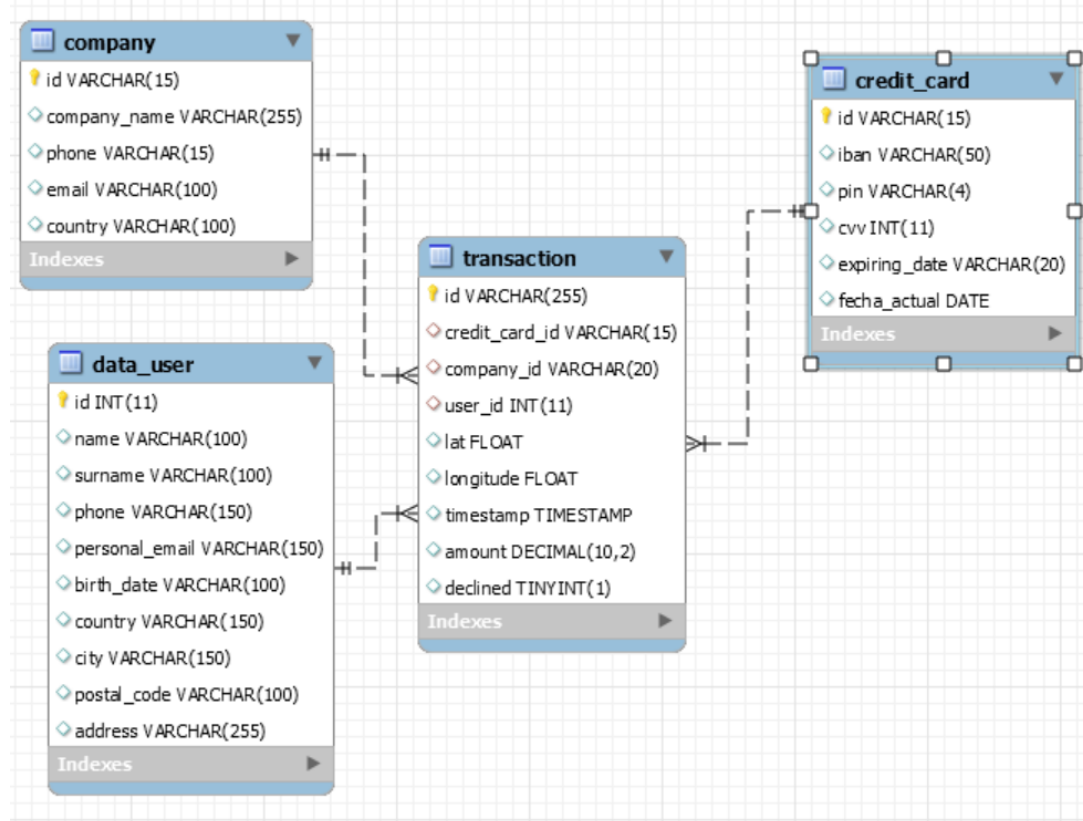 company
id VARCHAR(15)
company_name VARCHAR(255)
phone VARCHAR(15)
email VARCHAR(100)
country VARCHAR(100)
Indexes
data_user
id INT(11)
name VARCHAR(100)
surname VARCHAR(100)
phone VARCHAR(150)
personal_email VARCHAR(150)
birth_date VARCHAR(100)
country VARCHAR(150)
city VARCHAR(150)
postal_code VARCHAR(100)
address VARCHAR(255)
Indexes
transaction
id VARCHAR(255)
credit_card_id VARCHAR(15)
company_id VARCHAR(20)
user_id INT(11)
lat FLOAT
longitude FLOAT
timestamp TIMESTAMP
amount DECIMAL(10,2)
declined TINYINT(1)
Indexes
credit_card
id VARCHAR(15)
iban VARCHAR(50)
pin VARCHAR(4)
cvv INT(11)
expiring_date VARCHAR(20)
fecha_actual DATE
Indexes